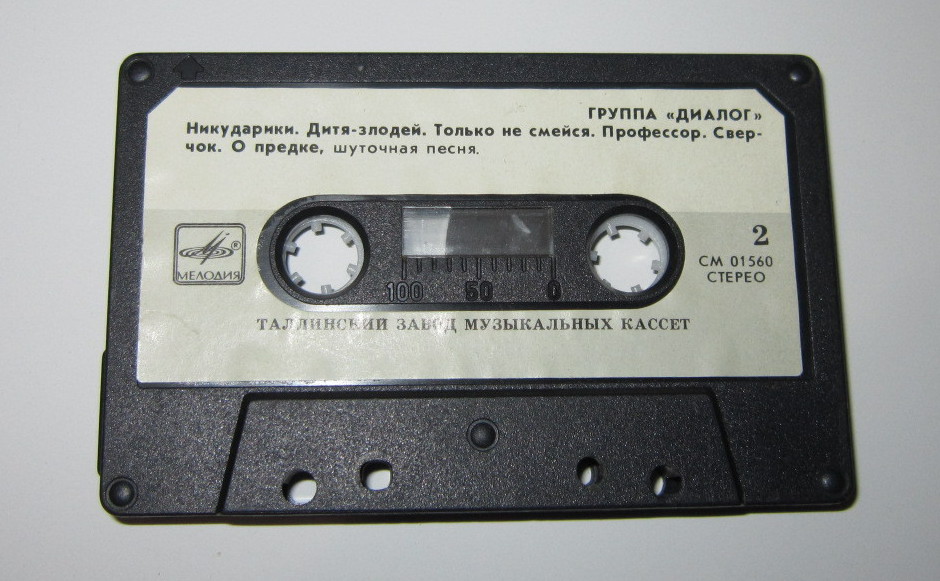 ГРУППА «ДИАЛОГ»
Никударики. Дитя-злодей. Только не смейся. Профессор. Свер-
чок. О предке, шуточная песня.
МЕЛОДИЯ ®
2
СМ 01560
СТЕРЕО
100 50 0
ТАЛЛИНСКИЙ ЗАВОД МУЗЫКАЛЬНЫХ КАССЕТ